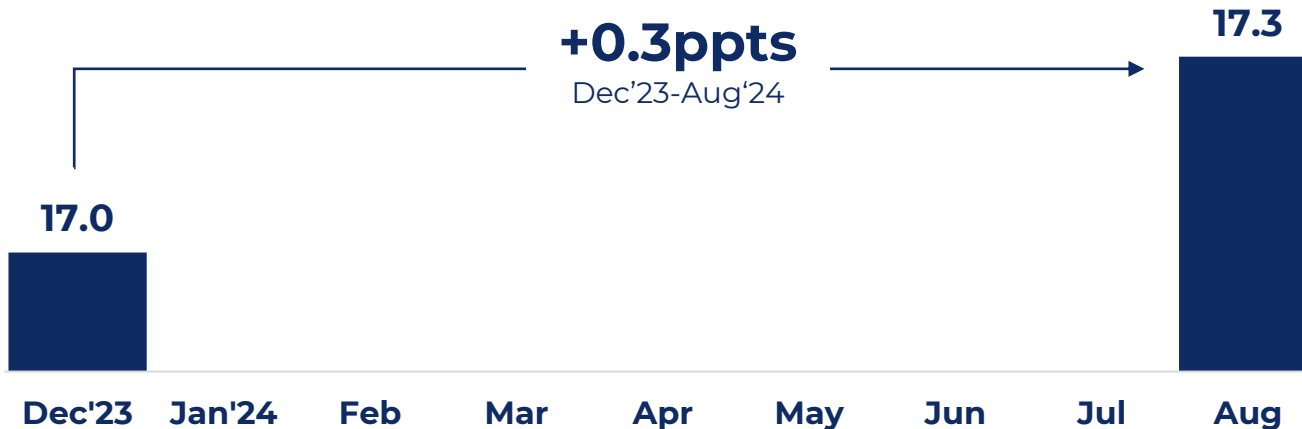 +0.3ppts
Dec’23-Aug‘24
17.3
17.0
Dec'23 Jan'24 Feb Mar Apr May Jun Jul Aug